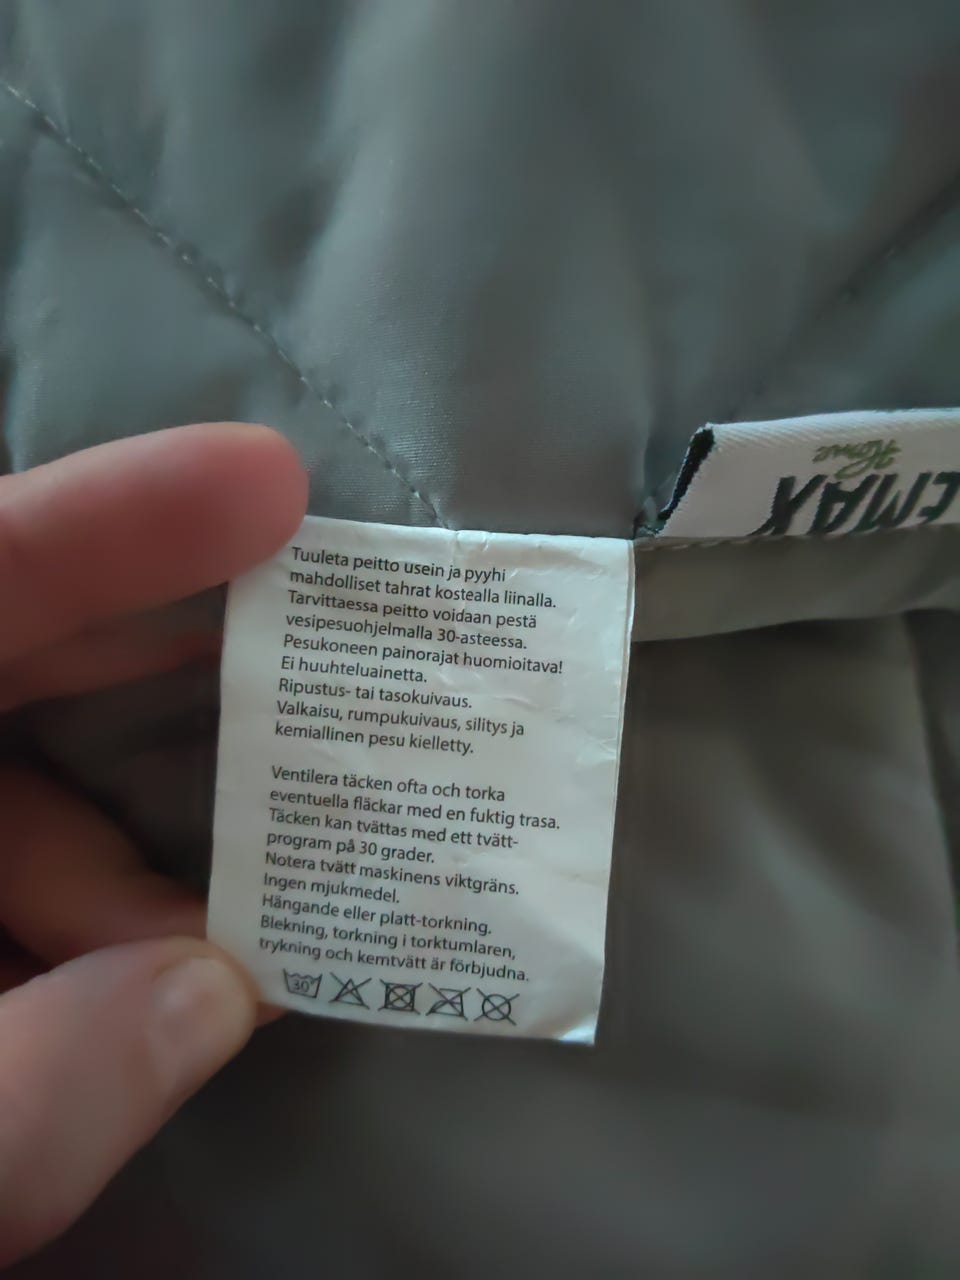 Tuuleta peitto usein ja pyyhi
mahdolliset tahrat kostealla liinalla.
Tarvittaessa peitto voidaan pestä
vesipesuohjelmalla 30-asteessa.
Pesukoneen painorajat huomioitava!
Ei huuhteluainetta.
Ripustus- tai tasokuivaus.
Valkaisu, rumpukuivaus, silitys ja
kemiallinen pesu kielletty.
Ventilera täcken ofta och torka
eventuella fläckar med en fuktig trasa.
Täcken kan tvättas med ett tvätt-
program på 30 grader.
Notera tvätt maskinens viktgräns.
Ingen mjukmedel.
Hängande eller platt-torkning.
Blekning, torkning i torktumlaren,
trykning och kemtvätt är förbjudna.
30
EMAX
Home